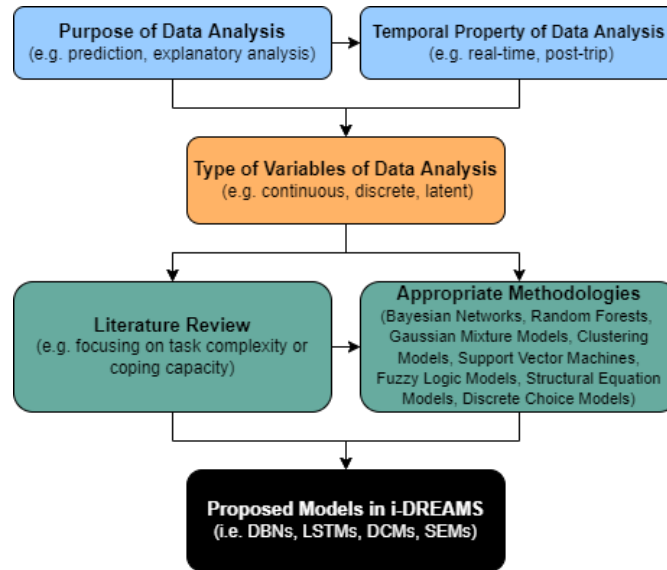 Purpose of Data Analysis
(e.g. prediction, explanatory analysis)
Temporal Property of Data Analysis
(e.g. real-time, post-trip)
Type of Variables of Data Analysis
(e.g. continuous, discrete, latent)
Literature Review
(e.g. focusing on task complexity or
coping capacity)
Appropriate Methodologies
(Bayesian Networks, Random Forests,
Gaussian Mixture Models, Clustering
Models, Support Vector Machines,
Fuzzy Logic Models, Structural Equation
Models, Discrete Choice Models)
Proposed Models in i-DREAMS
(i.e. DBNs, LSTMs, DCMs, SEMs)